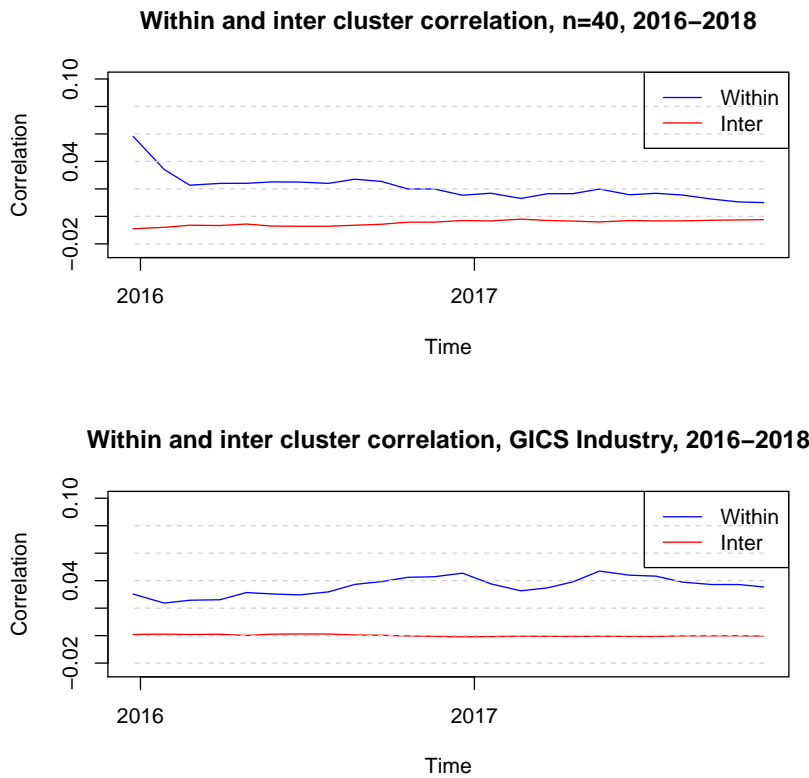 Within and inter cluster correlation, n=40, 2016−2018
Correlation
0.10
0.04
−0.02
Within
Inter
2016
2017
Time
Within and inter cluster correlation, GICS Industry, 2016−2018
Correlation
0.10
0.04
−0.02
Within
Inter
2016
2017
Time